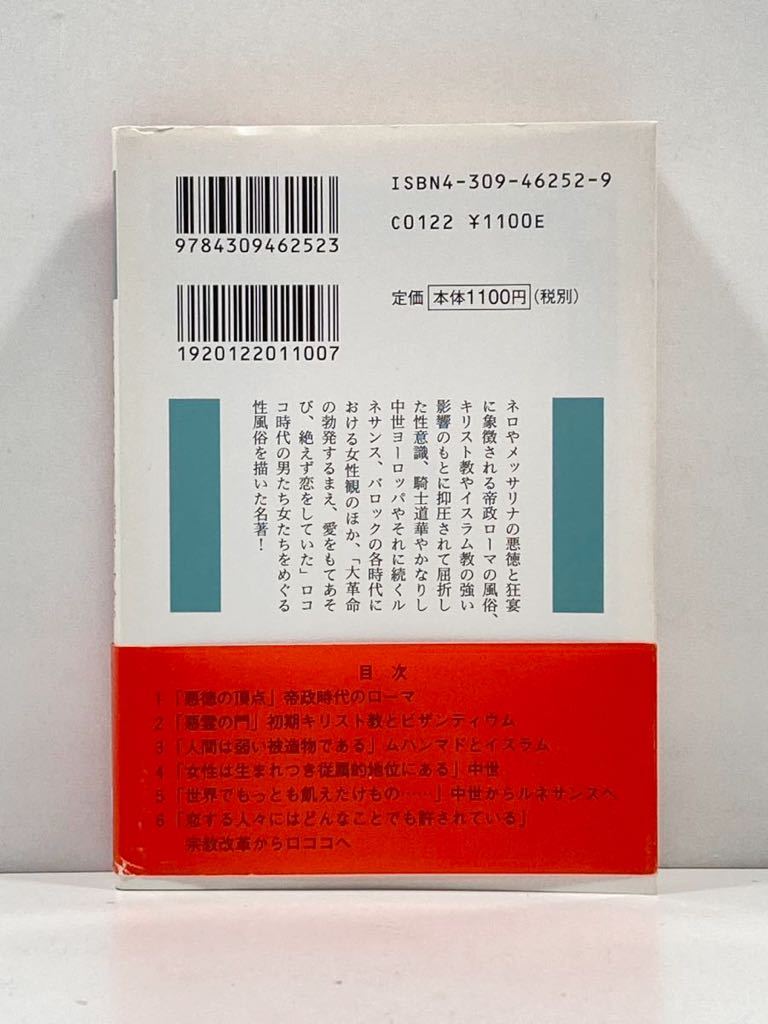 ISBN4-309-46252-9
9784309462523
C0122 ¥1100E
定価 本体1100円(税別)
1920122011007
ネロやメッサリナの悪徳と狂宴
に象徴される帝政ローマの風俗、
キリスト教やイスラム教の強い
影響のもとに抑圧されて屈折し
た性意識、騎士道華やかなりし
中世ヨーロッパやそれに続くル
ネサンス、バロックの各時代に
おける女性観のほか、「大革命
の勃発するまえ、愛をもてあそ
び、絶えず恋をしていた」ロコ
コ時代の男たち女たちをめぐる
性風俗を描いた名著!
目 次
1 「悪徳の頂点」帝政時代のローマ
2 「悪霊の門」初期キリスト教とビザンティウム
3 「人間は弱い被造物である」ムハンマドとイスラム
4 「女性は生まれつき従属的地位にある」中世
5 「世界でもっとも飢えたけもの……」中世からルネサンスへ
6 「恋する人々にはどんなことでも許されている」
宗教改革からロココへ